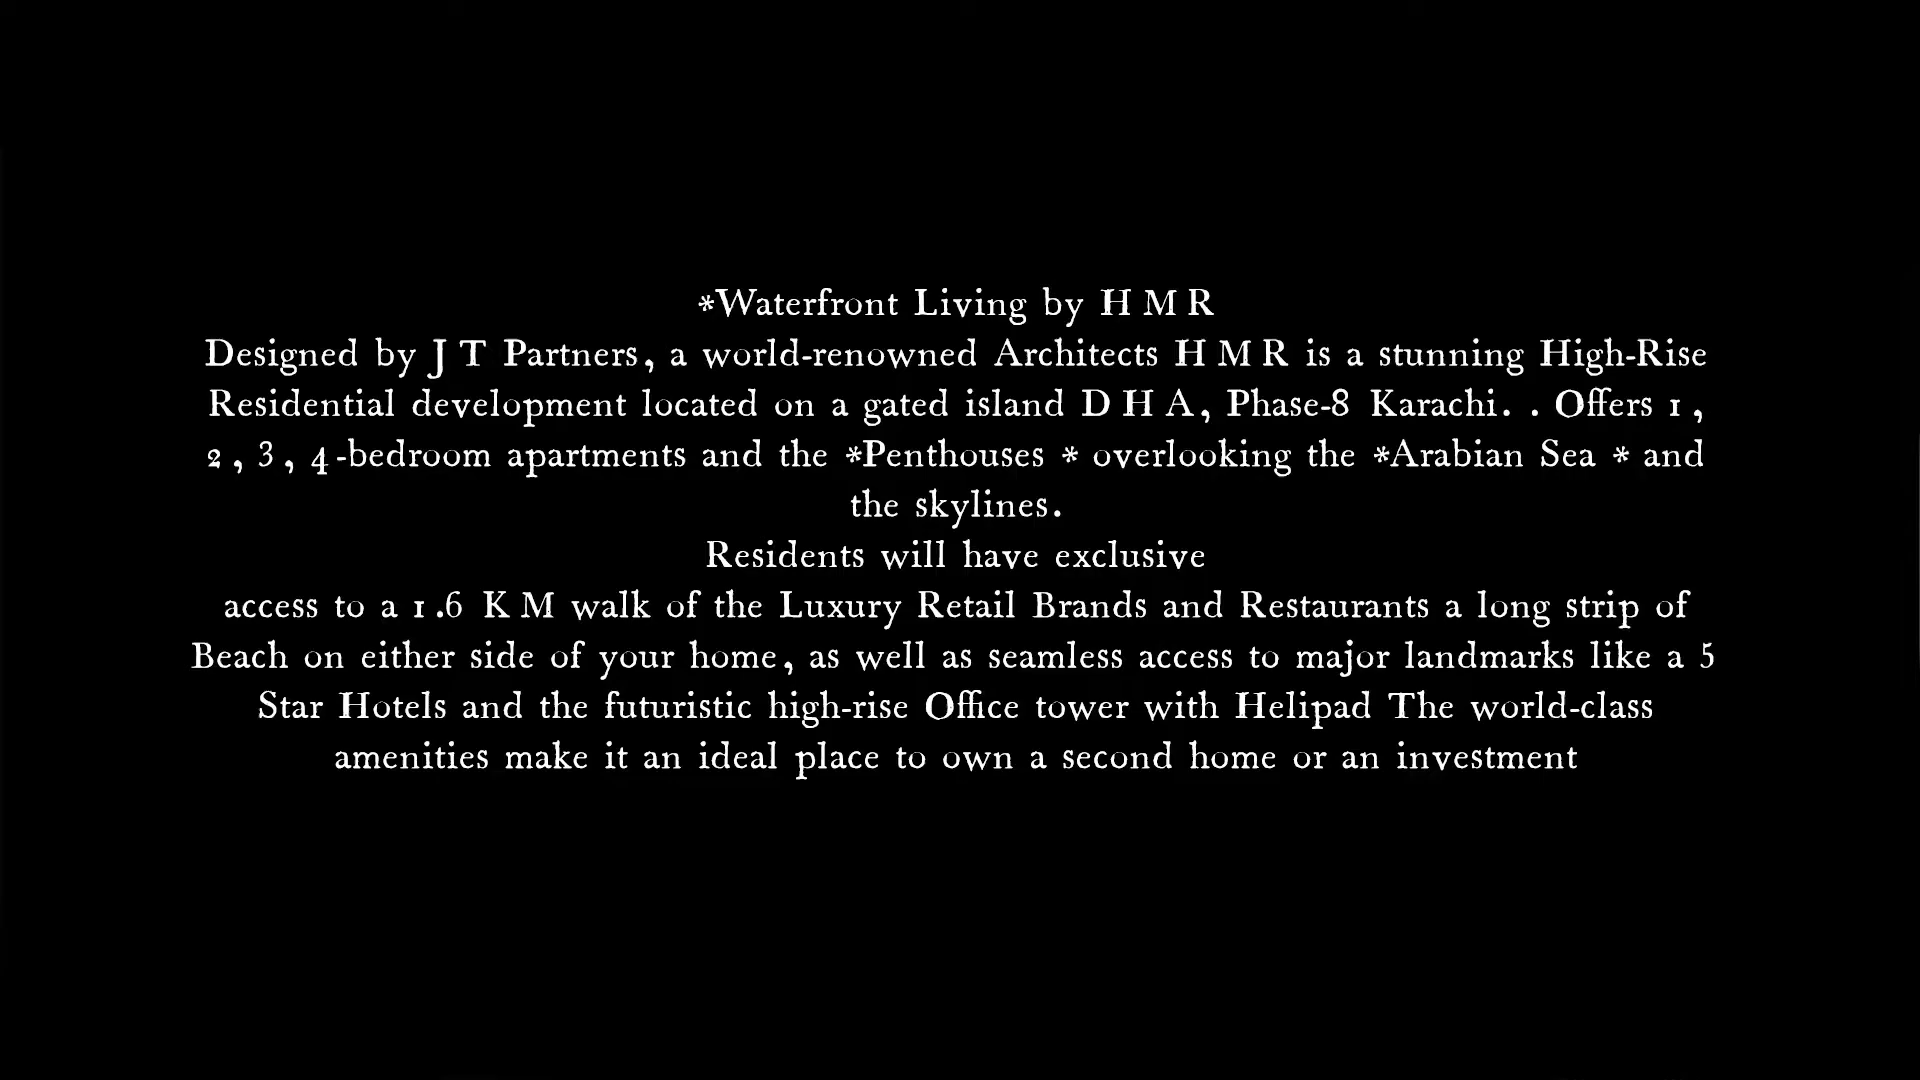 *Waterfront Living by H M R
Designed by J T Partners, a world-renowned Architects H M R is a stunning High-Rise
Residential development located on a gated island D H A, Phase-8 Karachi. . Offers 1 ,
2 , 3 , 4 -bedroom apartments and the *Penthouses * overlooking the *Arabian Sea * and
the skylines.
Residents will have exclusive
access to a 1 .6 K M walk of the Luxury Retail Brands and Restaurants a long strip of
Beach on either side of your home, as well as seamless access to major landmarks like a 5
Star Hotels and the futuristic high-rise Office tower with Helipad The world-class
amenities make it an ideal place to own a second home or an investment